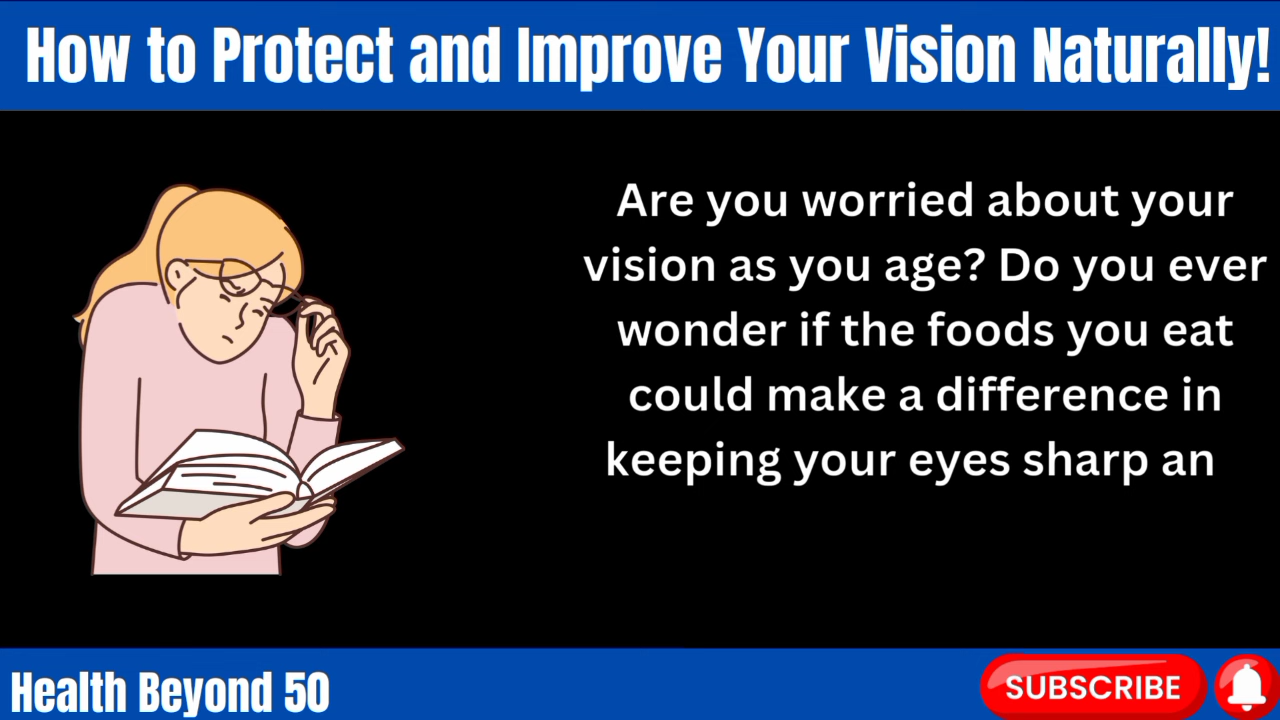 How to Protect and Improve Your Vision Naturally!
Are you worried about your
vision as you age? Do you ever
wonder if the foods you eat
could make a difference in
keeping your eyes sharp an
Health Beyond 50
SUBSCRIBE